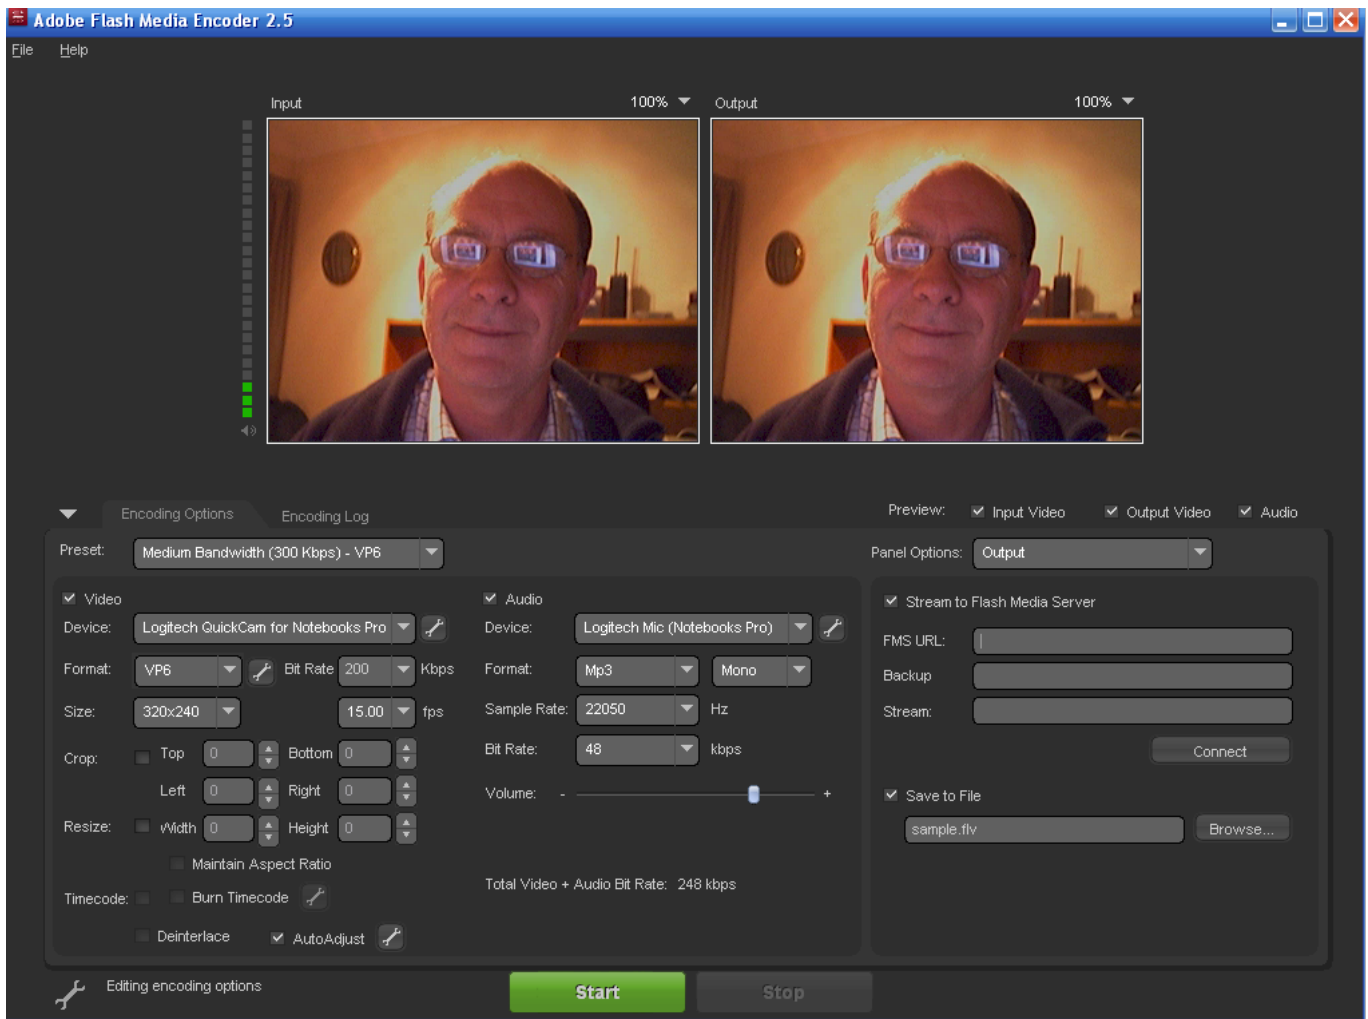 Adobe Flash Media Encoder 2.5
File Help
Input 100% Output 100%
Encoding Options Encoding Log Preview: Input Video Output Video Audio
Preset: Medium Bandwidth (300 Kbps) - VP6 Panel Options: Output
Video Audio Stream to Flash Media Server
Device: Logitech QuickCam for Notebooks Pro Device: Logitech Mic (Notebooks Pro)
FMS URL:
Format: VP6 Bit Rate 200 Kbps Format: Mp3 Mono
Backup
Size: 320x240 15.00 fps Sample Rate: 22050 Hz Stream:
Crop: Top 0 Bottom 0 Bit Rate: 48 kbps Connect
Left 0 Right 0 Volume: - + Save to File
Resize: Width 0 Height 0 sample.flv Browse...
Maintain Aspect Ratio
Timecode: Burn Timecode Total Video + Audio Bit Rate: 248 kbps
Deinterlace AutoAdjust
Editing encoding options Start Stop